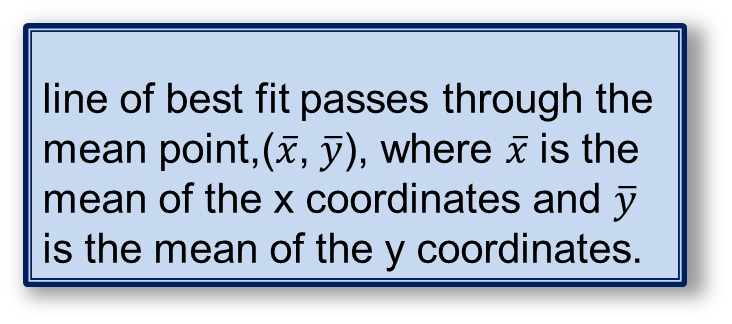 line of best fit passes through the
mean point,(x̄, ȳ), where x̄ is the
mean of the x coordinates and ȳ
is the mean of the y coordinates.